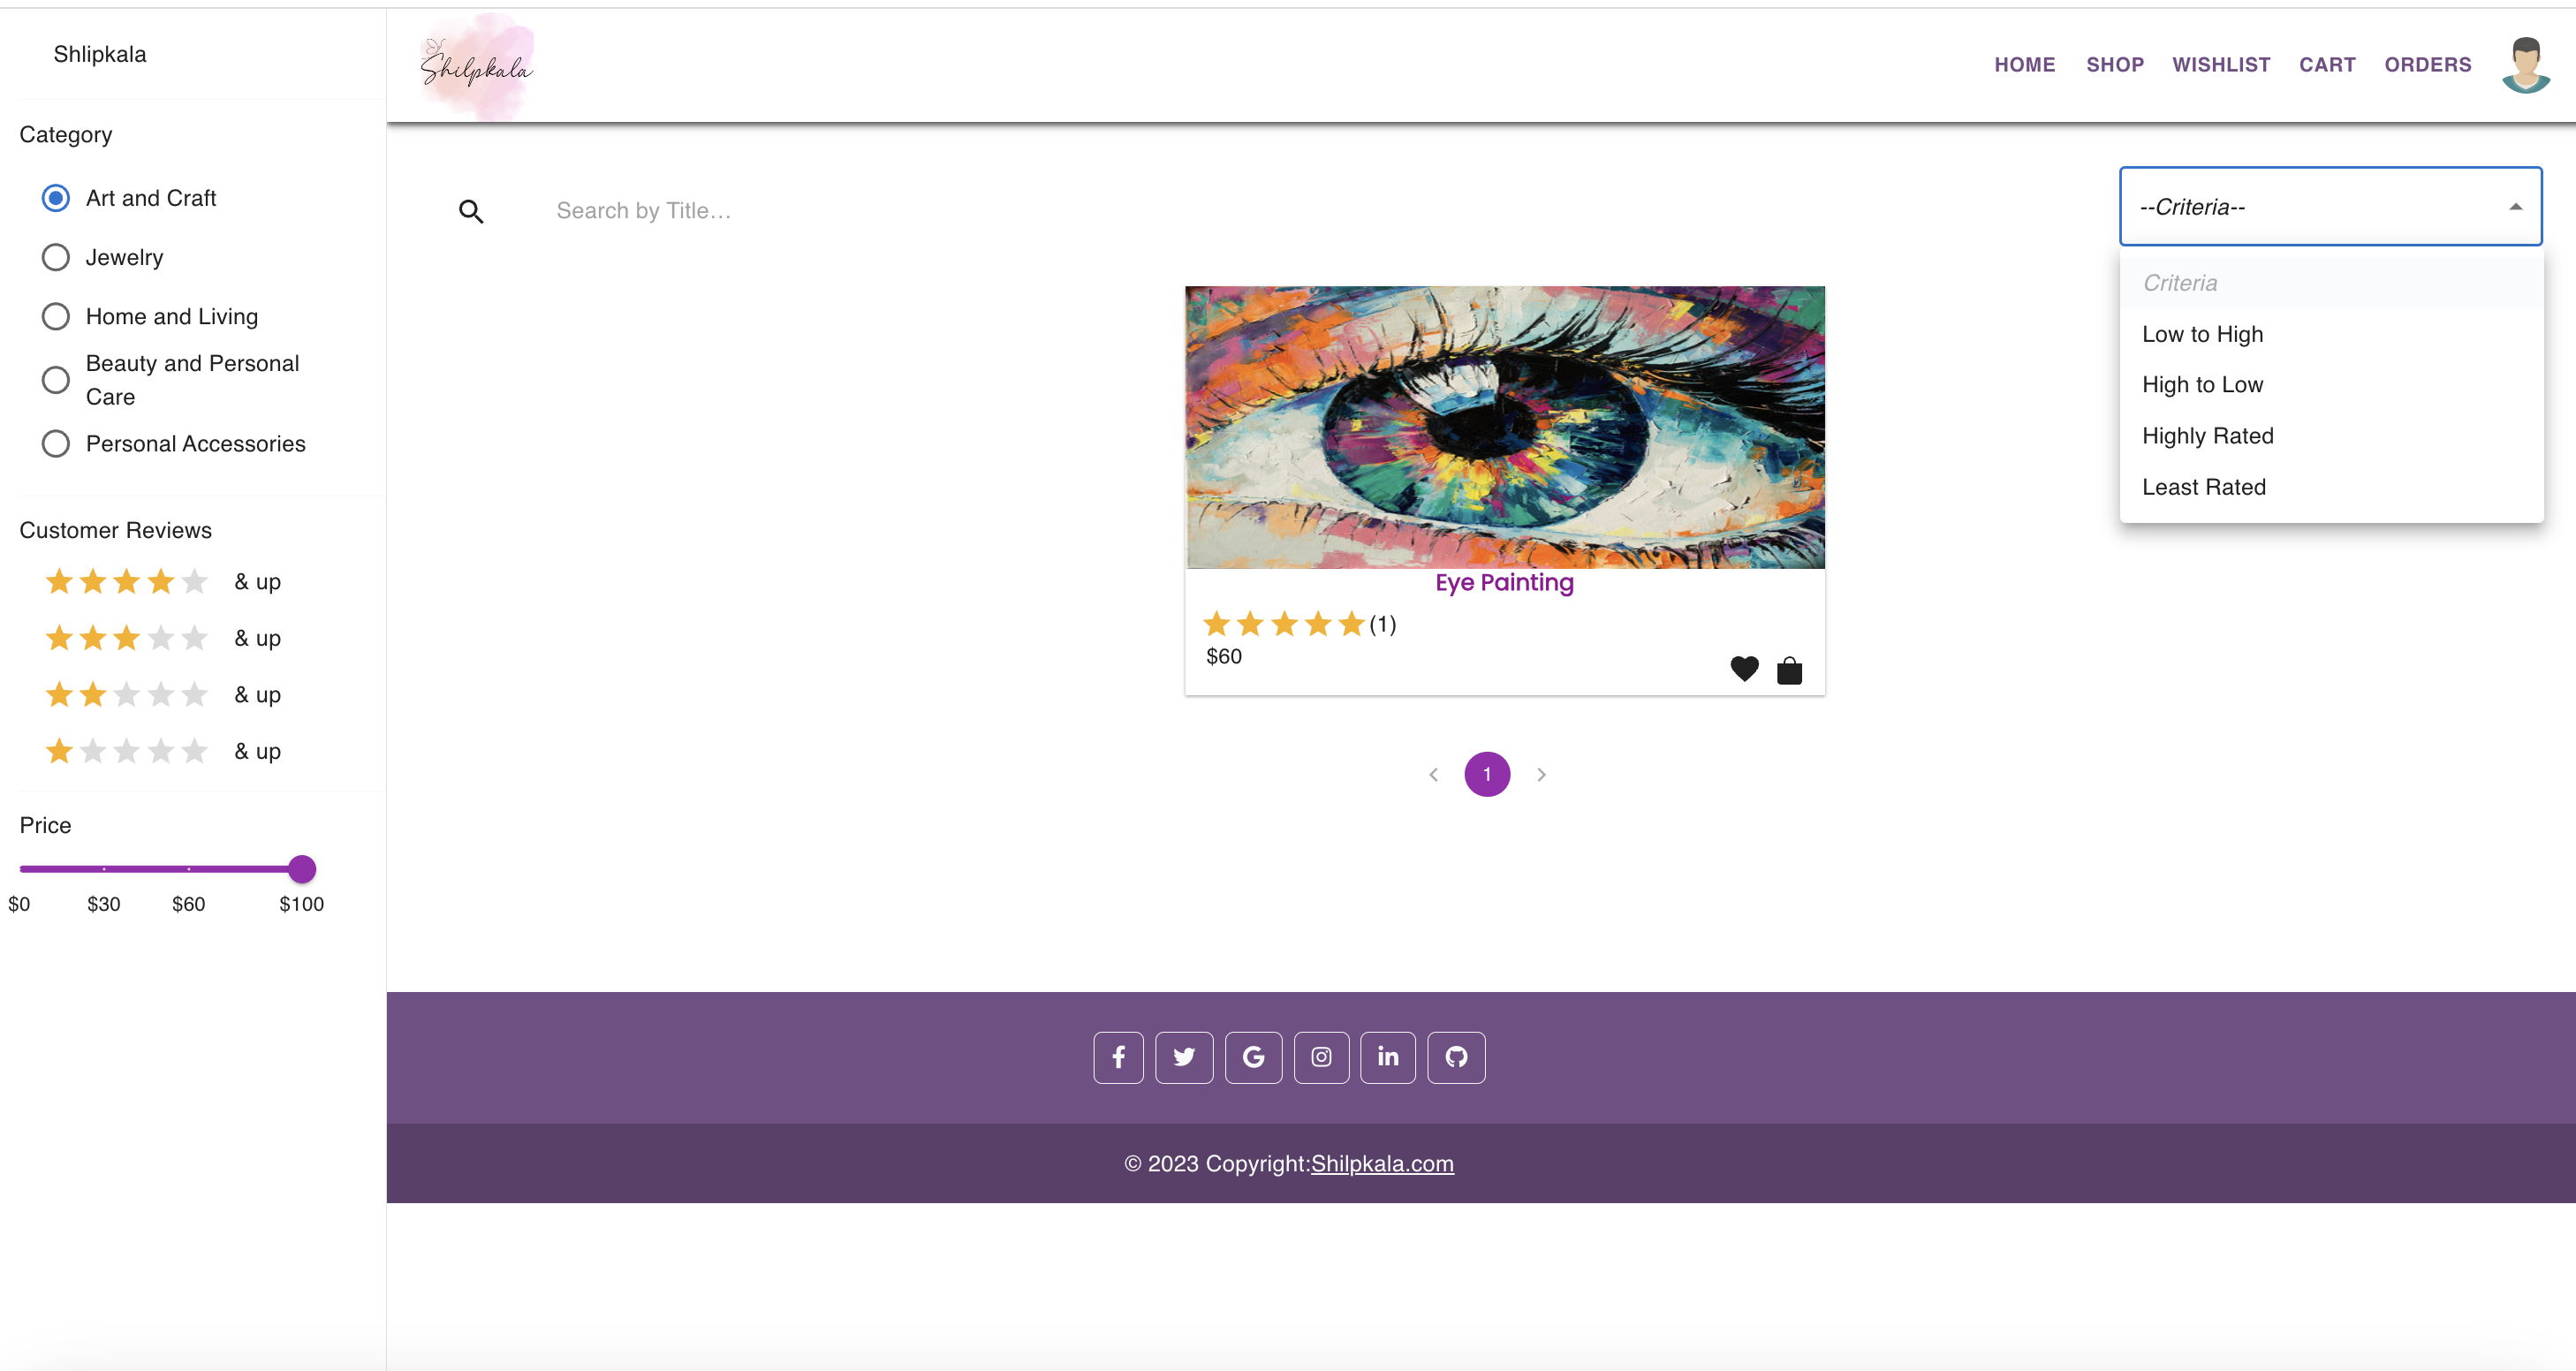 Shlipkala
Category
Art and Craft
Jewelry
Home and Living
Beauty and Personal
Care
Personal Accessories
Customer Reviews
& up
& up
& up
& up
Price
$0 $30 $60 $100
Shilpkala
HOME SHOP WISHLIST CART ORDERS
Search by Title...
--Criteria--
Criteria
Low to High
High to Low
Highly Rated
Least Rated
Eye Painting
(1)
$60
1
© 2023 Copyright:Shilpkala.com